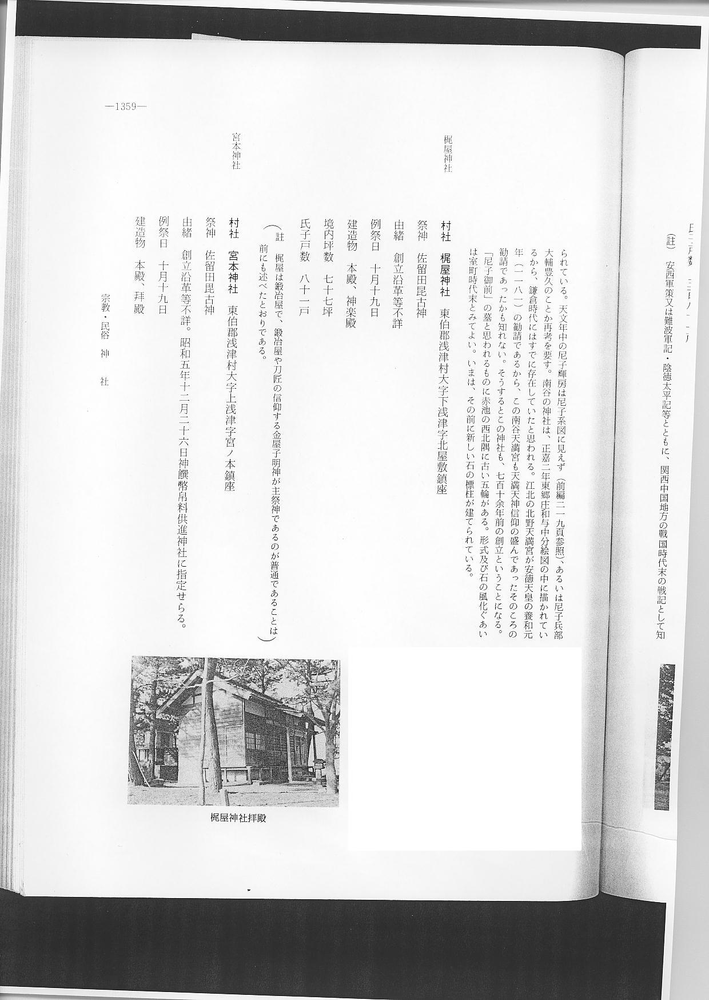 (註)　安西軍策又は難波軍記・陰徳太平記等とともに、関西中国地方の戦国時代末の戦記として知
られている。天文年中の尼子輝房は尼子系図に見えず（前編二一九頁参照）、あるいは尼子兵部
大輔豊久のことか再考を要す。南谷の神社は、正嘉二年東郷庄和与中分絵図の中に描かれてい
るから、鎌倉時代にはすでに存在していたと思われる。江北の北野天満宮が安徳天皇の養和元
年（一一八一）の勧請であるから、この南谷天満宮も天満天神信仰の盛んであったそのころの
勧請であったかも知れない。そうするとこの神社も、七百十余年前の創立ということになる。
「尼子御前」の墓と思われるものに赤池の西北隅に古い五輪がある。形式及び石の風化ぐあい
は室町時代末とみてよい。いまは、その前に新しい石の標柱が建てられている。
梶屋神社
村社　梶屋神社　東伯郡浅津村大字下浅津字北屋敷鎮座
祭神　佐留田昆古神
由緒　創立沿革等不詳
例祭日　十月十九日
建造物　本殿、神楽殿
境内坪数　七十七坪
氏子戸数　八十一戸
（註　梶屋は鍛冶屋で、鍛冶屋や刀匠の信仰する金屋子明神が主祭神であるのが普通であることは
前にも述べたとおりである。）
宮本神社
村社　宮本神社　東伯郡浅津村大字上浅津字宮ノ本鎮座
祭神　佐留田毘古神
由緒　創立沿革等不詳。昭和五年十二月二十六日神饌幣帛料供進神社に指定せらる。
例祭日　十月十九日
建造物　本殿、拝殿
梶屋神社拝殿
宗教・民俗　神　社
—1359—